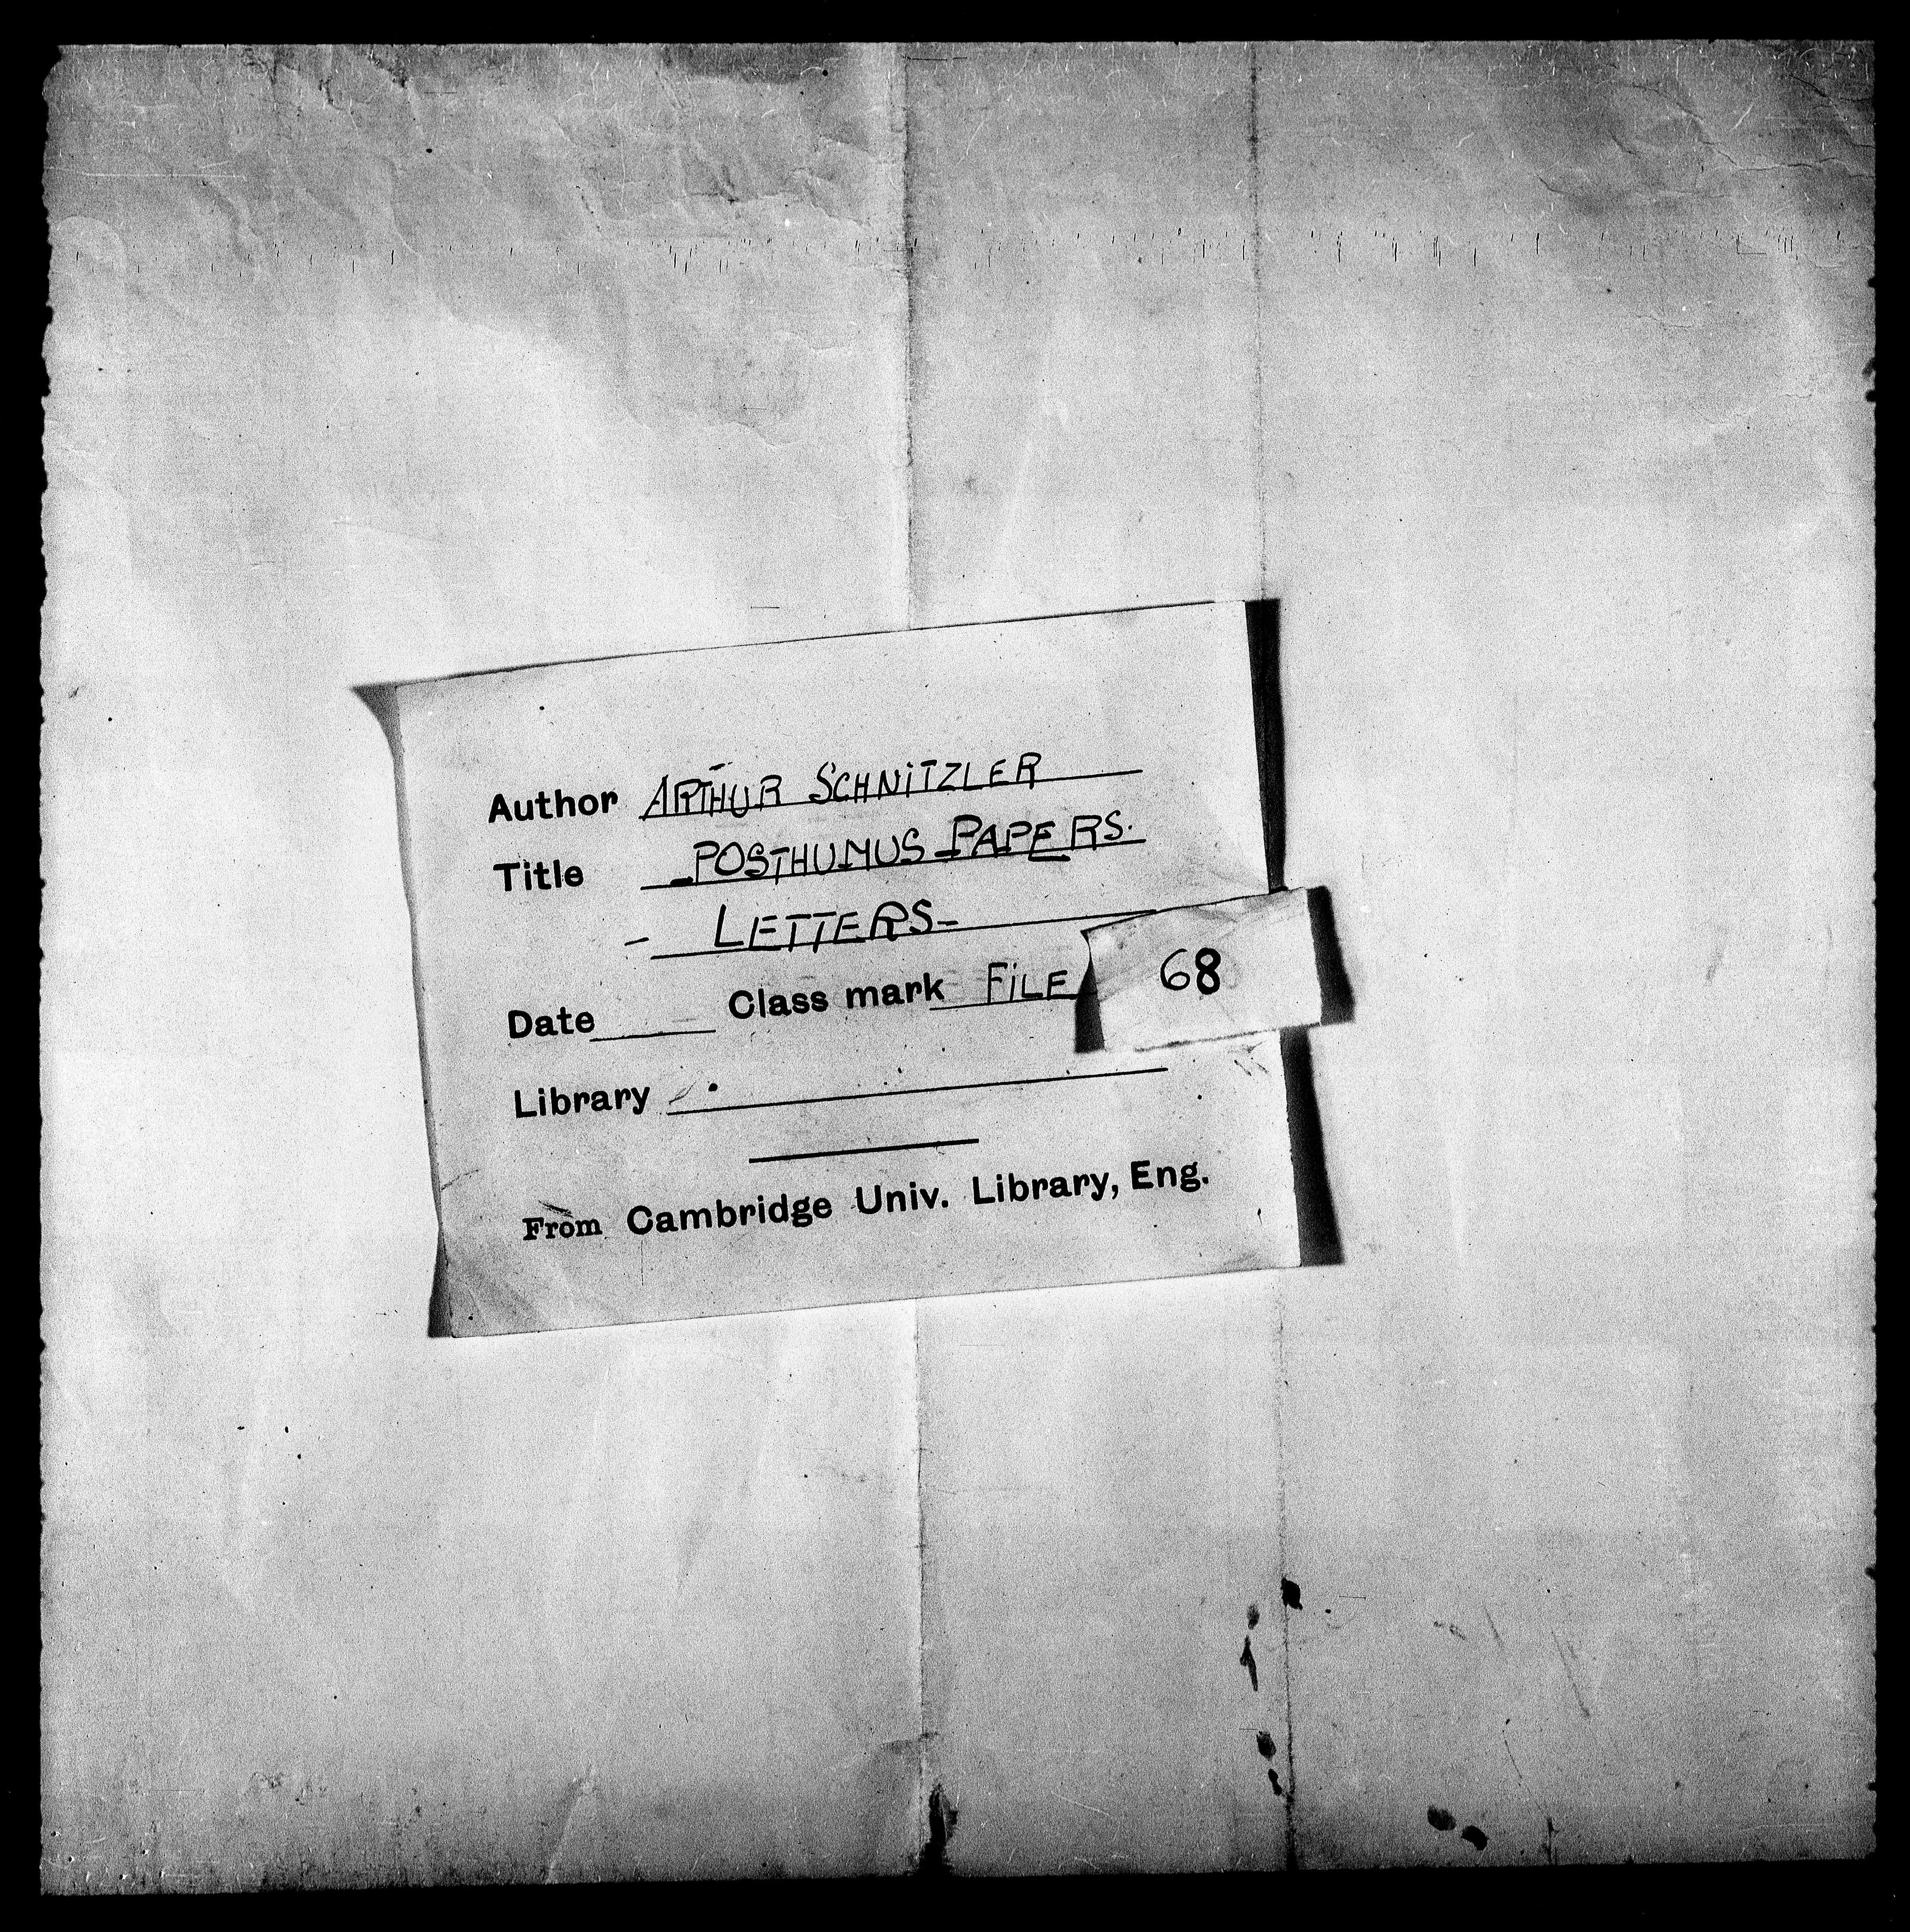 Author ARTHUR SCHNITZLER
Title POSTHUMUS PAPERS.
- LETTERS-
Date Class mark FILE 68
Library
From Cambridge Univ. Library, Eng.